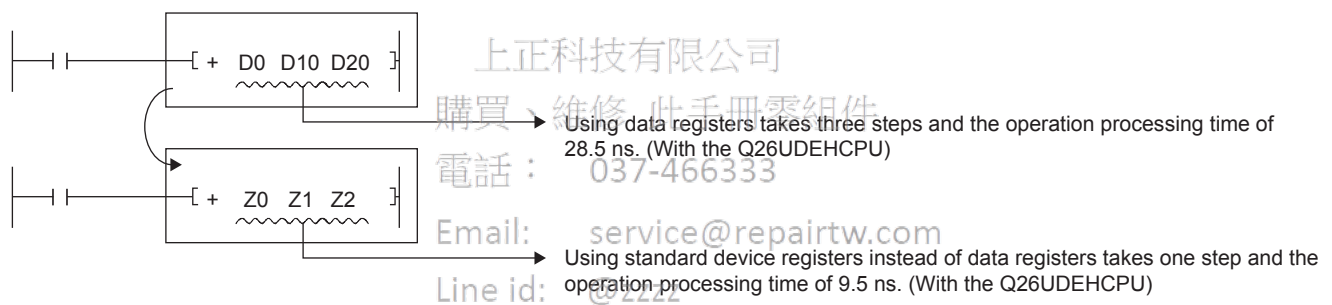 [ + D0 D10 D20 ]
上正科技有限公司
購買、維修 此手冊零組件
Using data registers takes three steps and the operation processing time of
28.5 ns. (With the Q26UDEHCPU)
電話： 037-466333
[ + Z0 Z1 Z2 ]
Email: service@repairtw.com
Using standard device registers instead of data registers takes one step and the
operation processing time of 9.5 ns. (With the Q26UDEHCPU)
Line id: @zzzz